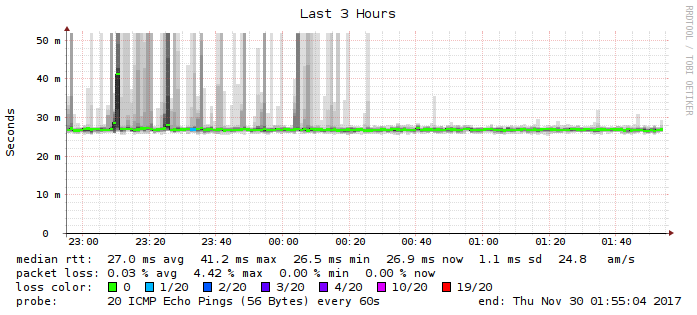 Last 3 Hours
RRDTOOL / TOBI OETIKER
Seconds
50 m
40 m
30 m
20 m
10 m
0
23:00 23:20 23:40 00:00 00:20 00:40 01:00 01:20 01:40
median rtt: 27.0 ms avg 41.2 ms max 26.5 ms min 26.9 ms now 1.1 ms sd 24.8 am/s
packet loss: 0.03 % avg 4.42 % max 0.00 % min 0.00 % now
loss color: 0 1/20 2/20 3/20 4/20 10/20 19/20
probe: 20 ICMP Echo Pings (56 Bytes) every 60s end: Thu Nov 30 01:55:04 2017